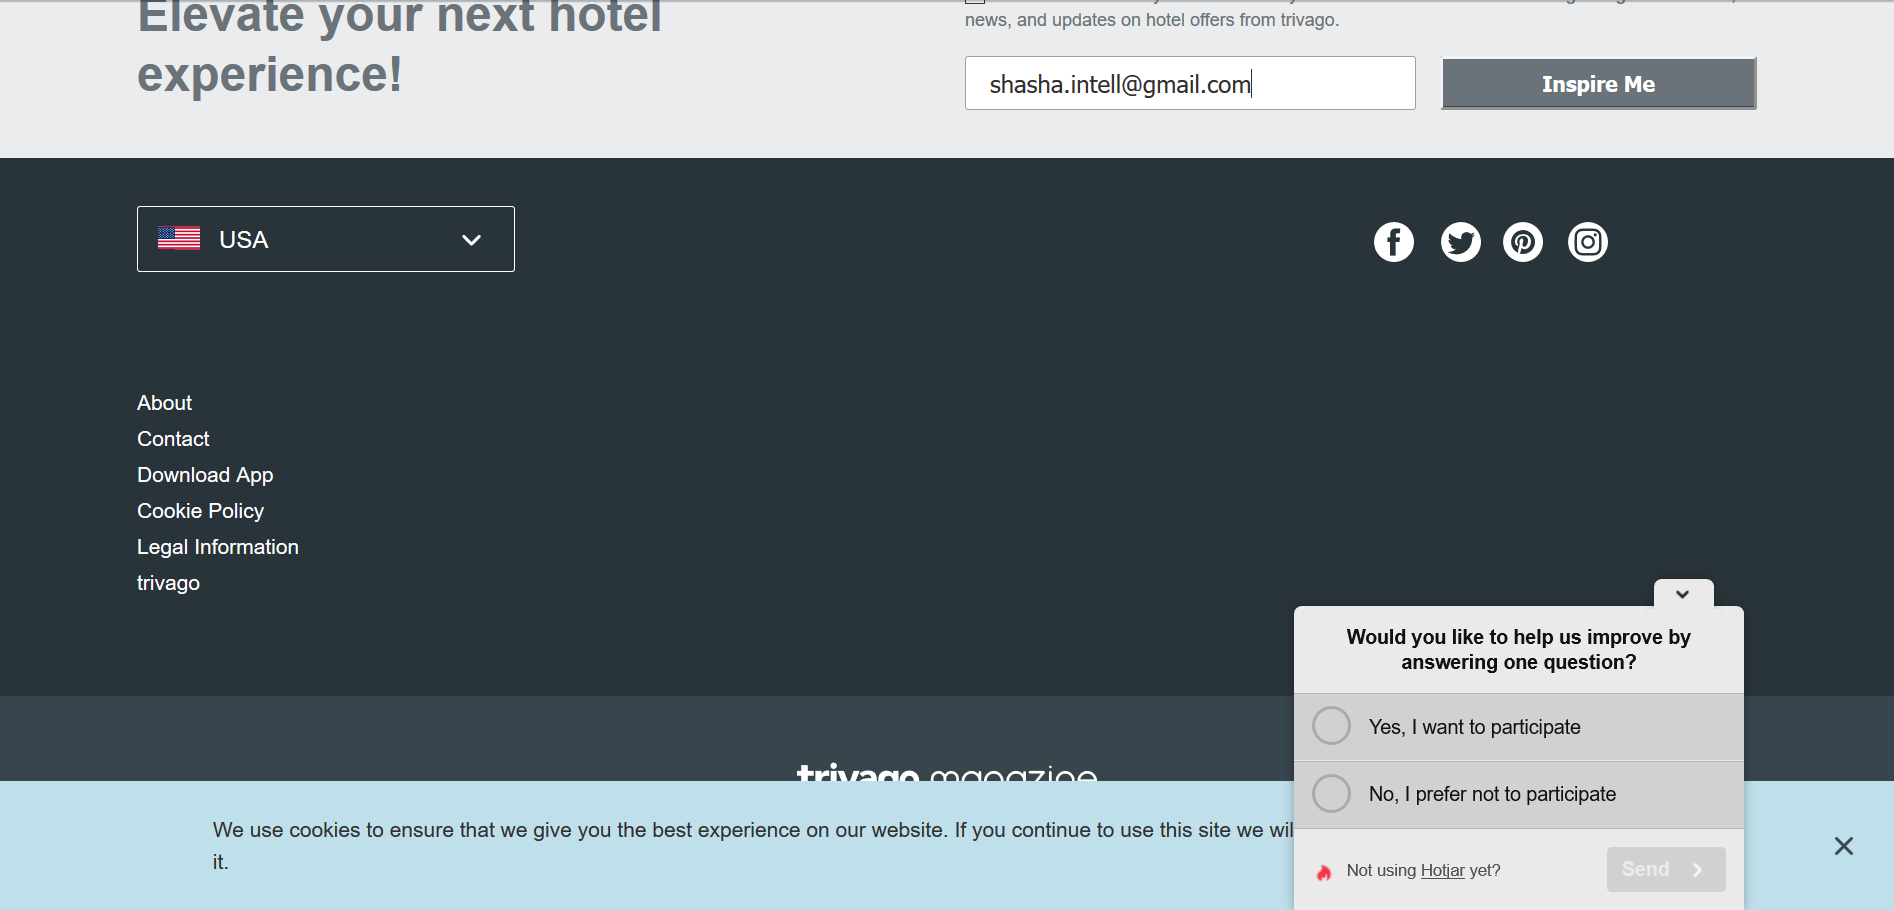 Elevate your next hotel
experience!
news, and updates on hotel offers from trivago.
shasha.intell@gmail.com
Inspire Me
USA
About
Contact
Download App
Cookie Policy
Legal Information
trivago
Would you like to help us improve by
answering one question?
Yes, I want to participate
No, I prefer not to participate
Not using Hotjar yet?
Send
trivago magazine
We use cookies to ensure that we give you the best experience on our website. If you continue to use this site we
it.